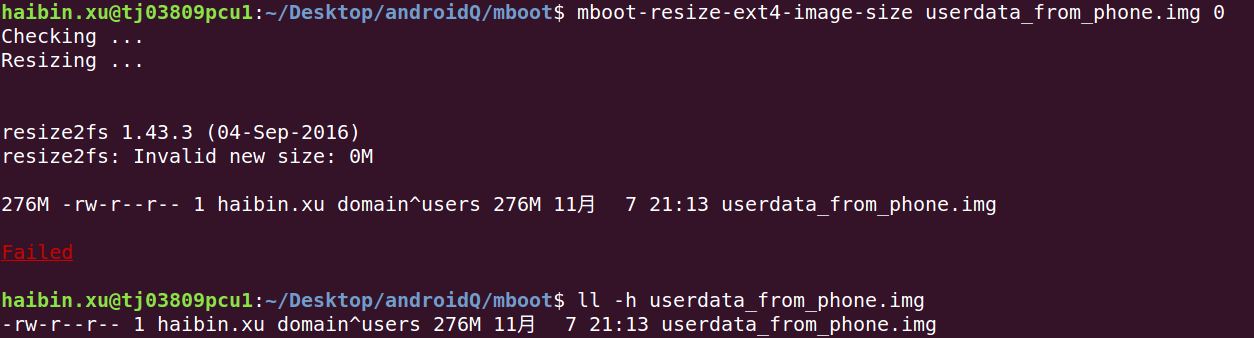 haibin.xu@tj03809pcu1:~/Desktop/androidQ/mboot$ mboot-resize-ext4-image-size userdata_from_phone.img 0
Checking ...
Resizing ...
resize2fs 1.43.3 (04-Sep-2016)
resize2fs: Invalid new size: 0M
276M -rw-r--r-- 1 haibin.xu domain^users 276M 11月  7 21:13 userdata_from_phone.img
Failed
haibin.xu@tj03809pcu1:~/Desktop/androidQ/mboot$ ll -h userdata_from_phone.img
-rw-r--r-- 1 haibin.xu domain^users 276M 11月  7 21:13 userdata_from_phone.img